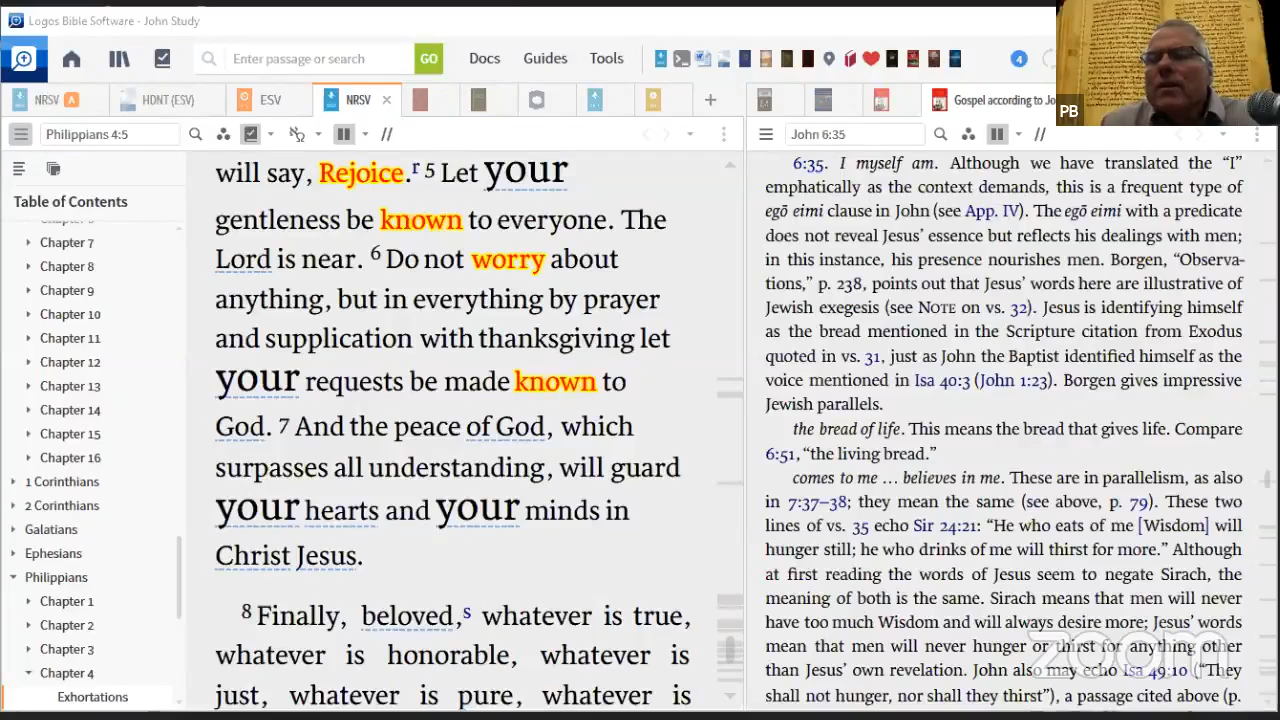 Logos Bible Software - John Study
Enter passage or search
GO
Docs
Guides
Tools
4
NRSV A
HDNT (ESV)
ESV
NRSV
Gospel according to Jo
PB
Philippians 4:5
John 6:35
Table of Contents
Chapter 7
Chapter 8
Chapter 9
Chapter 10
Chapter 11
Chapter 12
Chapter 13
Chapter 14
Chapter 15
Chapter 16
1 Corinthians
2 Corinthians
Galatians
Ephesians
Philippians
Chapter 1
Chapter 2
Chapter 3
Chapter 4
Exhortations
will say, Rejoice.r 5 Let your
gentleness be known to everyone. The
Lord is near. 6 Do not worry about
anything, but in everything by prayer
and supplication with thanksgiving let
your requests be made known to
God. 7 And the peace of God, which
surpasses all understanding, will guard
your hearts and your minds in
Christ Jesus.
8 Finally, beloved,s whatever is true,
whatever is honorable, whatever is
just, whatever is pure, whatever is
6:35. I myself am. Although we have translated the “I”
emphatically as the context demands, this is a frequent type of
egō eimi clause in John (see App. IV). The egō eimi with a predicate
does not reveal Jesus’ essence but reflects his dealings with men;
in this instance, his presence nourishes men. Borgen, “Observa-
tions,” p. 238, points out that Jesus’ words here are illustrative of
Jewish exegesis (see NOTE on vs. 32). Jesus is identifying himself
as the bread mentioned in the Scripture citation from Exodus
quoted in vs. 31, just as John the Baptist identified himself as the
voice mentioned in Isa 40:3 (John 1:23). Borgen gives impressive
Jewish parallels.
the bread of life. This means the bread that gives life. Compare
6:51, “the living bread.”
comes to me … believes in me. These are in parallelism, as also
in 7:37–38; they mean the same (see above, p. 79). These two
lines of vs. 35 echo Sir 24:21: “He who eats of me [Wisdom] will
hunger still; he who drinks of me will thirst for more.” Although
at first reading the words of Jesus seem to negate Sirach, the
meaning of both is the same. Sirach means that men will never
have too much Wisdom and will always desire more; Jesus’ words
mean that men will never hunger or thirst for anything other
than Jesus’ own revelation. John also may echo Isa 49:10 (“They
shall not hunger, nor shall they thirst”), a passage cited above (p.
zoom